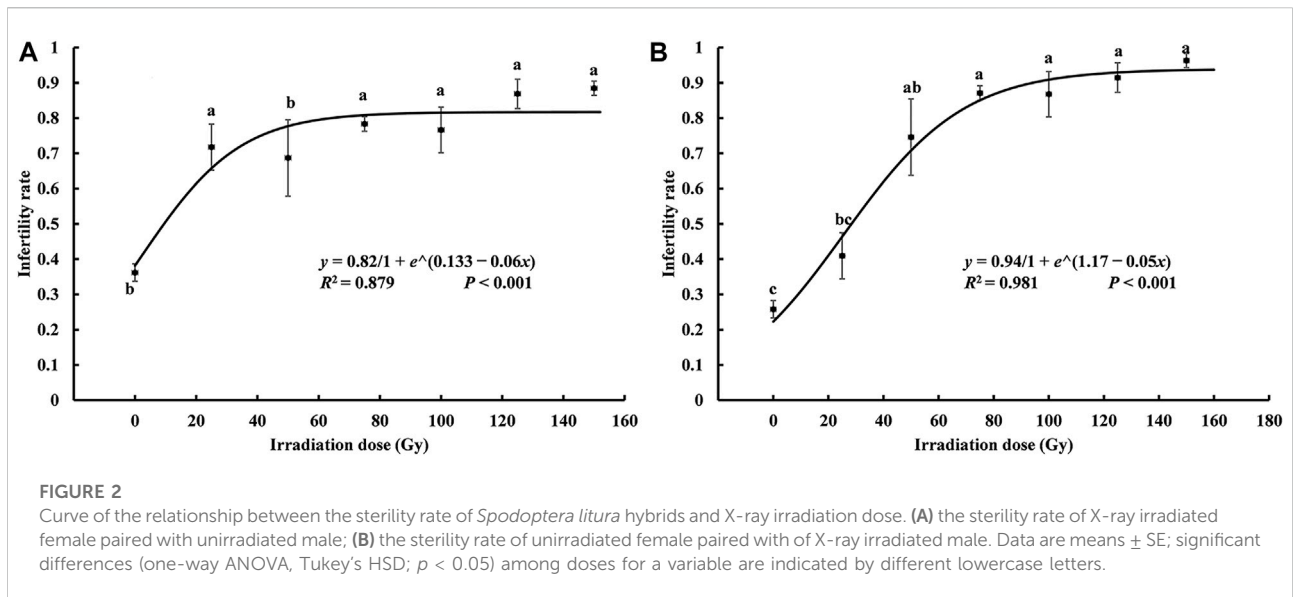 A
1
0.9
0.8
0.7
0.6
0.5
0.4
0.3
0.2
0.1
0
Infertility rate
b
a
b
a
a
a
a
y = 0.82/1 + e^(0.133 − 0.06x)
R² = 0.879 P < 0.001
0 20 40 60 80 100 120 140 160
Irradiation dose (Gy)
B
1
0.9
0.8
0.7
0.6
0.5
0.4
0.3
0.2
0.1
0
Infertility rate
c
bc
ab
a
a
a
a
y = 0.94/1 + e^(1.17 − 0.05x)
R² = 0.981 P < 0.001
0 20 40 60 80 100 120 140 160 180
Irradiation dose (Gy)
FIGURE 2
Curve of the relationship between the sterility rate of Spodoptera litura hybrids and X-ray irradiation dose. (A) the sterility rate of X-ray irradiated
female paired with unirradiated male; (B) the sterility rate of unirradiated female paired with of X-ray irradiated male. Data are means ± SE; significant
differences (one-way ANOVA, Tukey's HSD; p < 0.05) among doses for a variable are indicated by different lowercase letters.